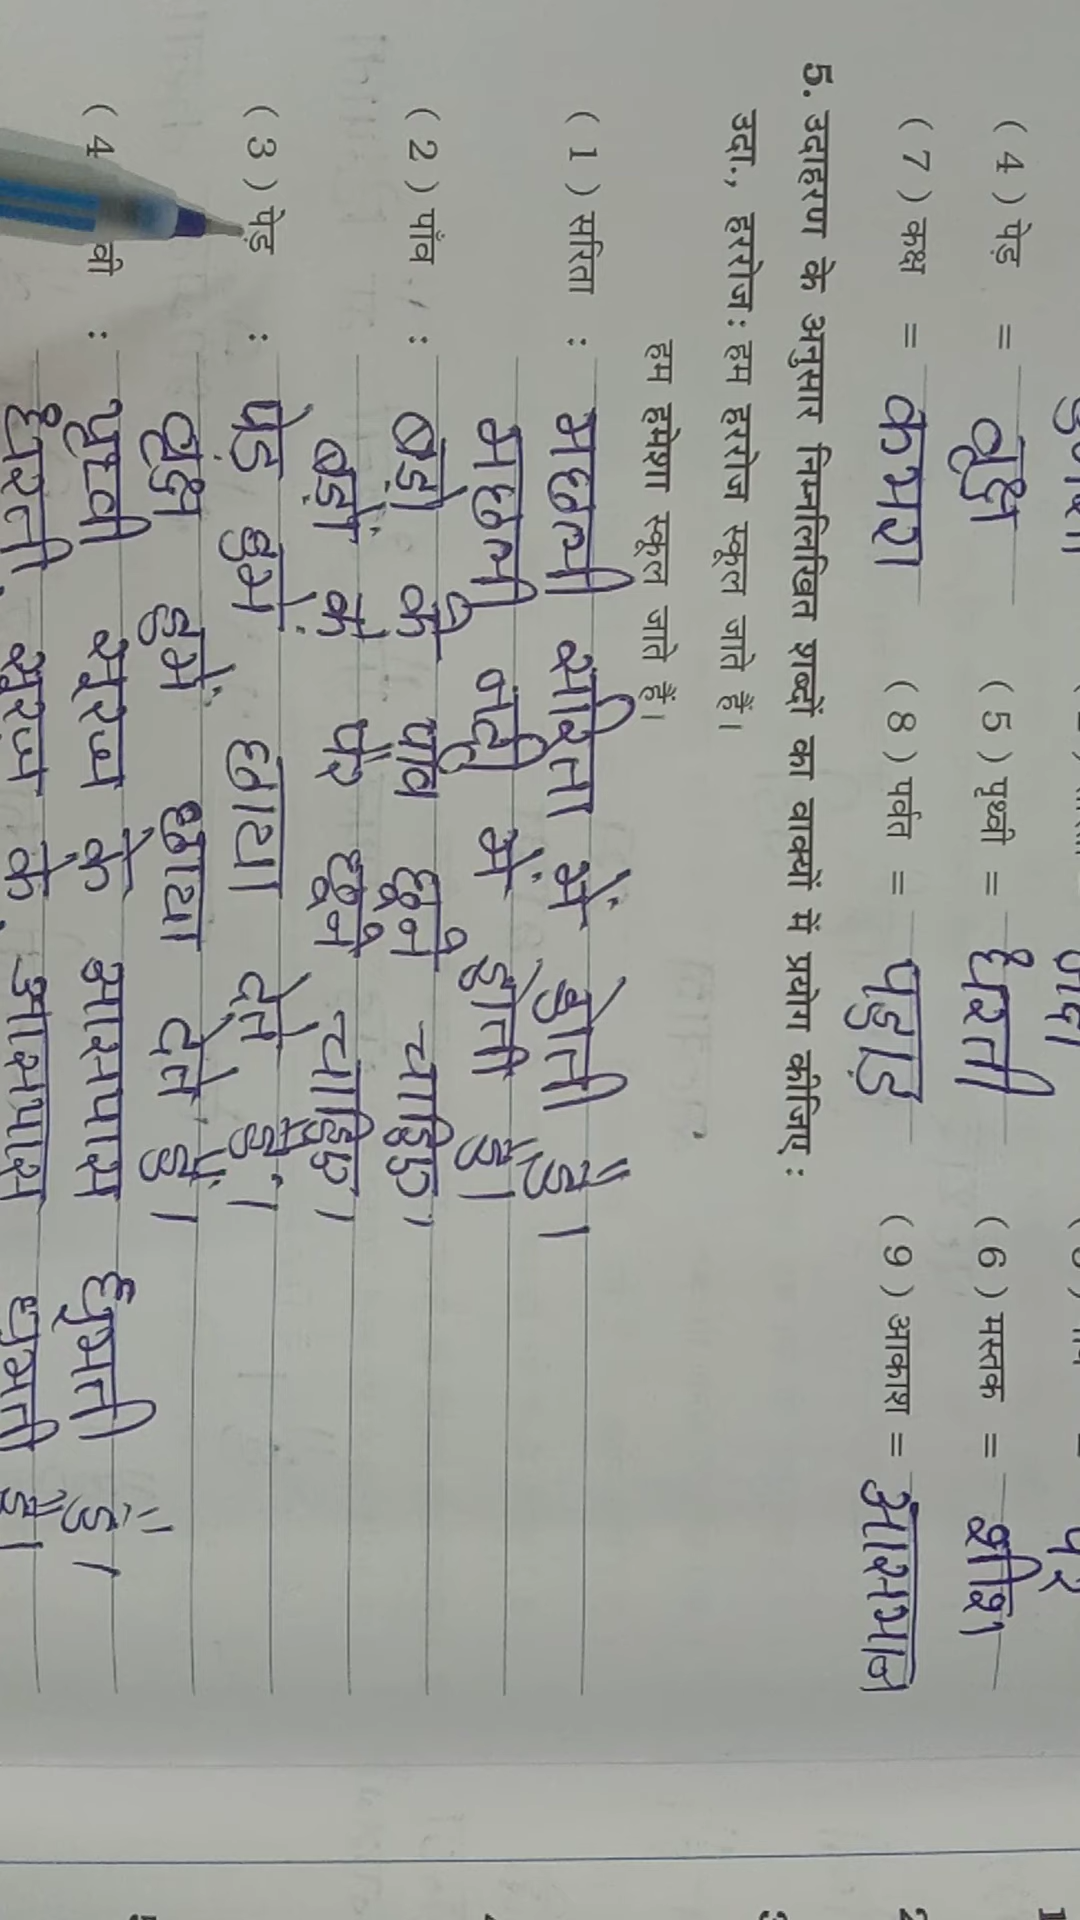 (4) पेड़ = वृक्ष (5) पृथ्वी = धरती (6) मस्तक = शीश
(7) कक्ष = कमरा (8) पर्वत = पहाड़ (9) आकाश = आसमान
5. उदाहरण के अनुसार निम्नलिखित शब्दों का वाक्यों में प्रयोग कीजिए :
उदा., हररोज: हम हररोज स्कूल जाते हैं।
हम हमेशा स्कूल जाते हैं।
(1) सरिता : मछली सरिता में होती है।
मछली नदी में होती है।
(2) पाँव : बड़ो के पाव छूने चाहिए।
बड़ों के पैर छूने चाहिए।
(3) पेड़ : पेड़ हमें छाया देते हैं।
वृक्ष हमें छाया देते हैं।
(4 वी : पृथ्वी सूरज के आसपास घुमती है।
धरती सूरज के आसपास घुमती है।